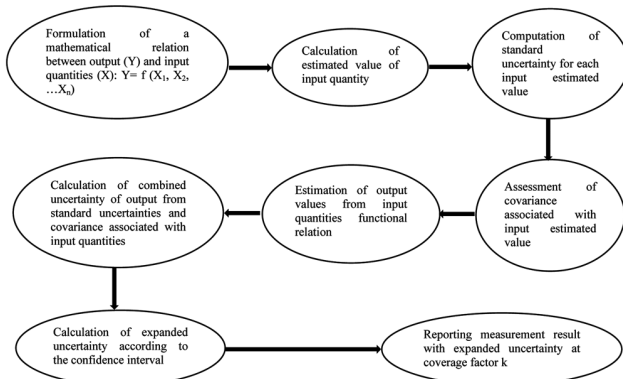 Formulation of a
mathematical relation
between output (Y) and
input quantities (X):
Y= f (X₁, X₂,
…Xₙ)
Calculation of
estimated value of
input quantity
Computation of
standard
uncertainty for each
input estimated
value
Assessment of
covariance
associated with
input estimated
value
Estimation of output
values from input
quantities functional
relation
Calculation of combined
uncertainty of output from
standard uncertainties and
covariance associated with
input quantities
Calculation of expanded
uncertainty according to
the confidence interval
Reporting measurement result
with expanded uncertainty at
coverage factor k